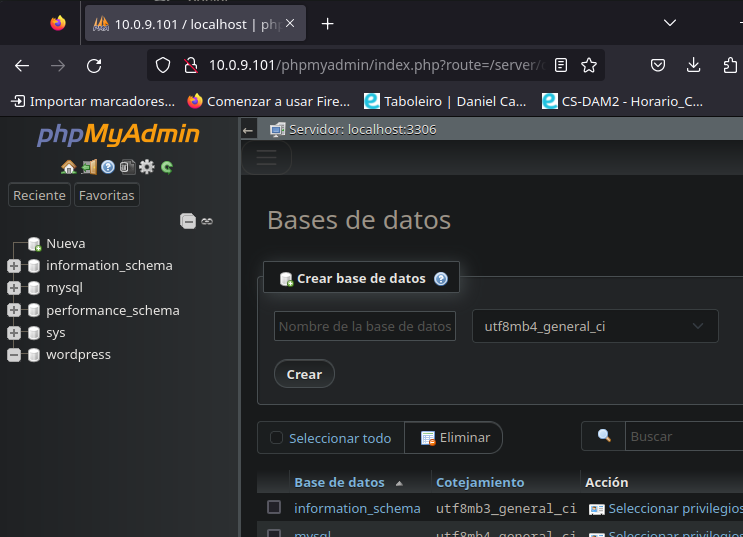 10.0.9.101 / localhost | php
10.0.9.101/phpmyadmin/index.php?route=/server/
Importar marcadores...
Comenzar a usar Fire...
Taboleiro | Daniel Ca...
CS-DAM2 - Horario_C...
phpMyAdmin
Reciente
Favoritas
Nueva
information_schema
mysql
performance_schema
sys
wordpress
Servidor: localhost:3306
Bases de datos
Crear base de datos
Nombre de la base de datos
utf8mb4_general_ci
Crear
Seleccionar todo
Eliminar
Buscar
Base de datos
Cotejamiento
Acción
information_schema
utf8mb3_general_ci
Seleccionar privilegios
mysql
utf8mb4_general_ci
Seleccionar privilegios